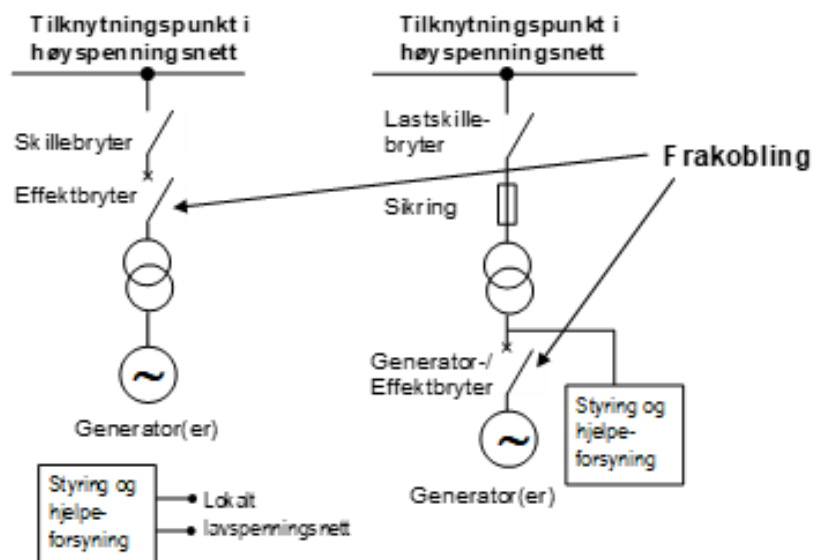 Tilknytningspunkt i
høyspenningsnett
Skillebryter
Effektbryter
Generator(er)
Styring og
hjelpe-
forsyning
Lokalt
lavspenningsnett
Tilknytningspunkt i
høyspenningsnett
Lastskille-
bryter
Sikring
Generator-/
Effektbryter
Generator(er)
Styring og
hjelpe-
forsyning
Frakobling